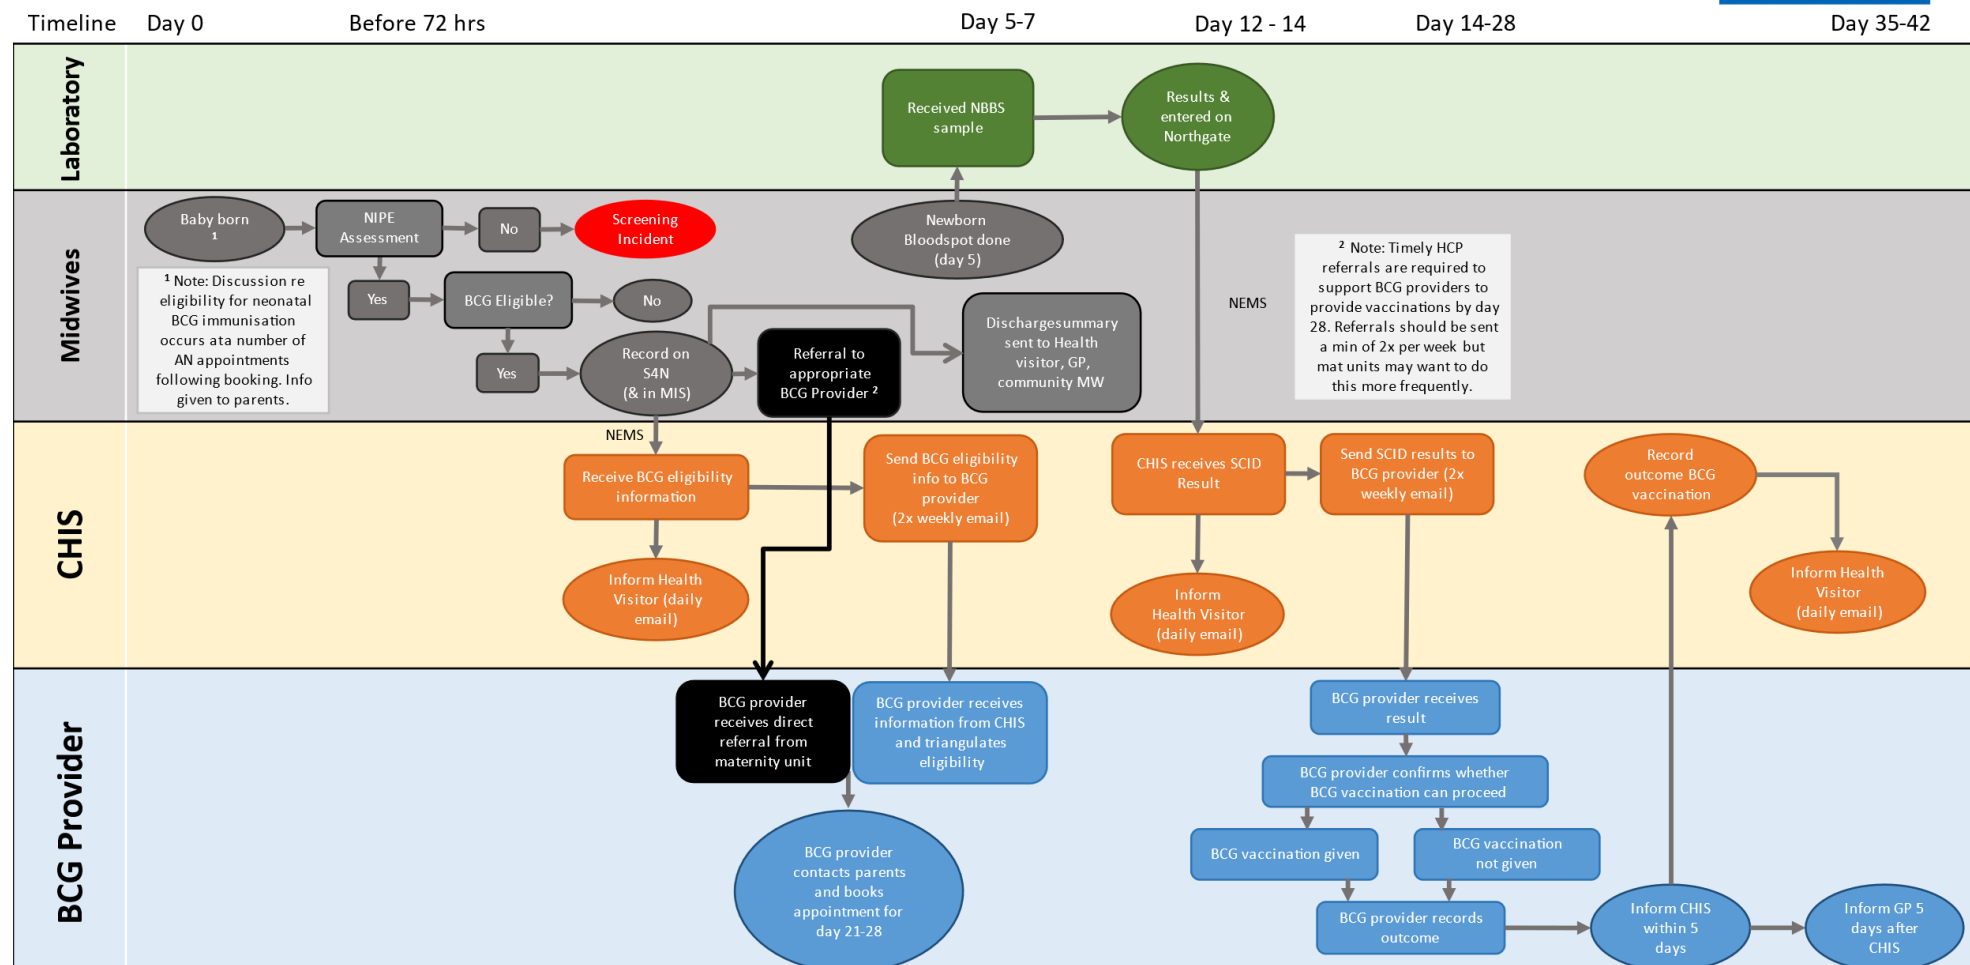 Timeline
Day 0
Before 72 hrs
Day 5-7
Day 12 - 14
Day 14-28
Day 35-42
Laboratory
Received NBBS
sample
Results &
entered on
Northgate
Midwives
Baby born
1
NIPE
Assessment
No
Screening
Incident
Newborn
Bloodspot done
(day 5)
1 Note: Discussion re
eligibility for neonatal
BCG immunisation
occurs ata number of
AN appointments
following booking. Info
given to parents.
Yes
BCG Eligible?
No
Yes
Record on
S4N
(& in MIS)
Referral to
appropriate
BCG Provider 2
Dischargesummary
sent to Health
visitor, GP,
community MW
NEMS
2 Note: Timely HCP
referrals are required to
support BCG providers to
provide vaccinations by day
28. Referrals should be sent
a min of 2x per week but
mat units may want to do
this more frequently.
CHIS
NEMS
Receive BCG eligibility
information
Send BCG eligibility
info to BCG
provider
(2x weekly email)
Inform Health
Visitor (daily
email)
CHIS receives SCID
Result
Send SCID results to
BCG provider (2x
weekly email)
Inform
Health Visitor
(daily email)
Record
outcome BCG
vaccination
Inform Health
Visitor
(daily email)
BCG Provider
BCG provider
receives direct
referral from
maternity unit
BCG provider receives
information from CHIS
and triangulates
eligibility
BCG provider
contacts parents
and books
appointment for
day 21-28
BCG provider receives
result
BCG provider confirms whether
BCG vaccination can proceed
BCG vaccination given
BCG vaccination
not given
BCG provider records
outcome
Inform CHIS
within 5
days
Inform GP 5
days after
CHIS